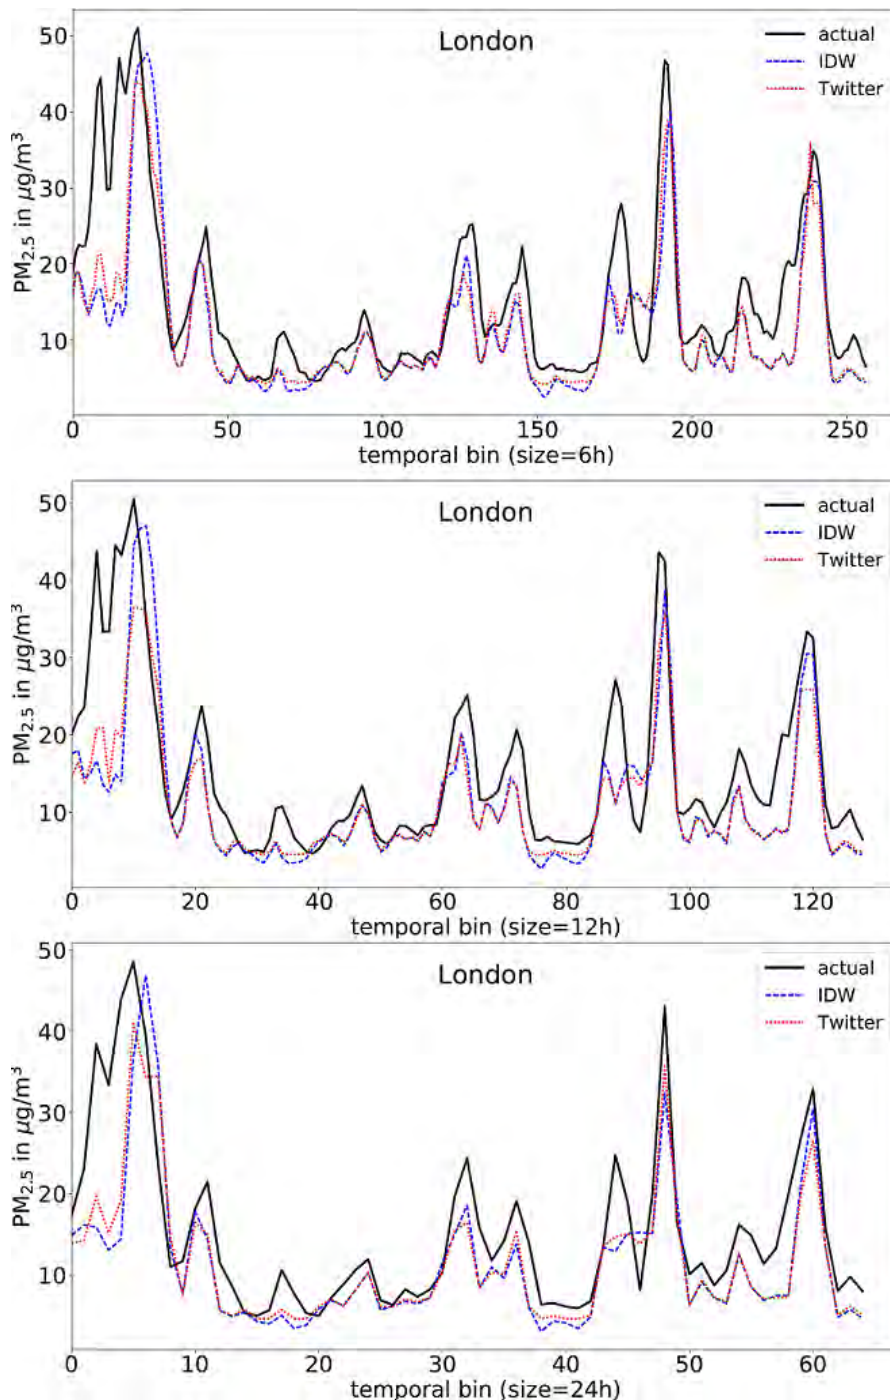 London
actual
IDW
Twitter
PM2.5 in μg/m³
50
40
30
20
10
0 50 100 150 200 250
temporal bin (size=6h)
London
actual
IDW
Twitter
PM2.5 in μg/m³
50
40
30
20
10
0 20 40 60 80 100 120
temporal bin (size=12h)
London
actual
IDW
Twitter
PM2.5 in μg/m³
50
40
30
20
10
0 10 20 30 40 50 60
temporal bin (size=24h)